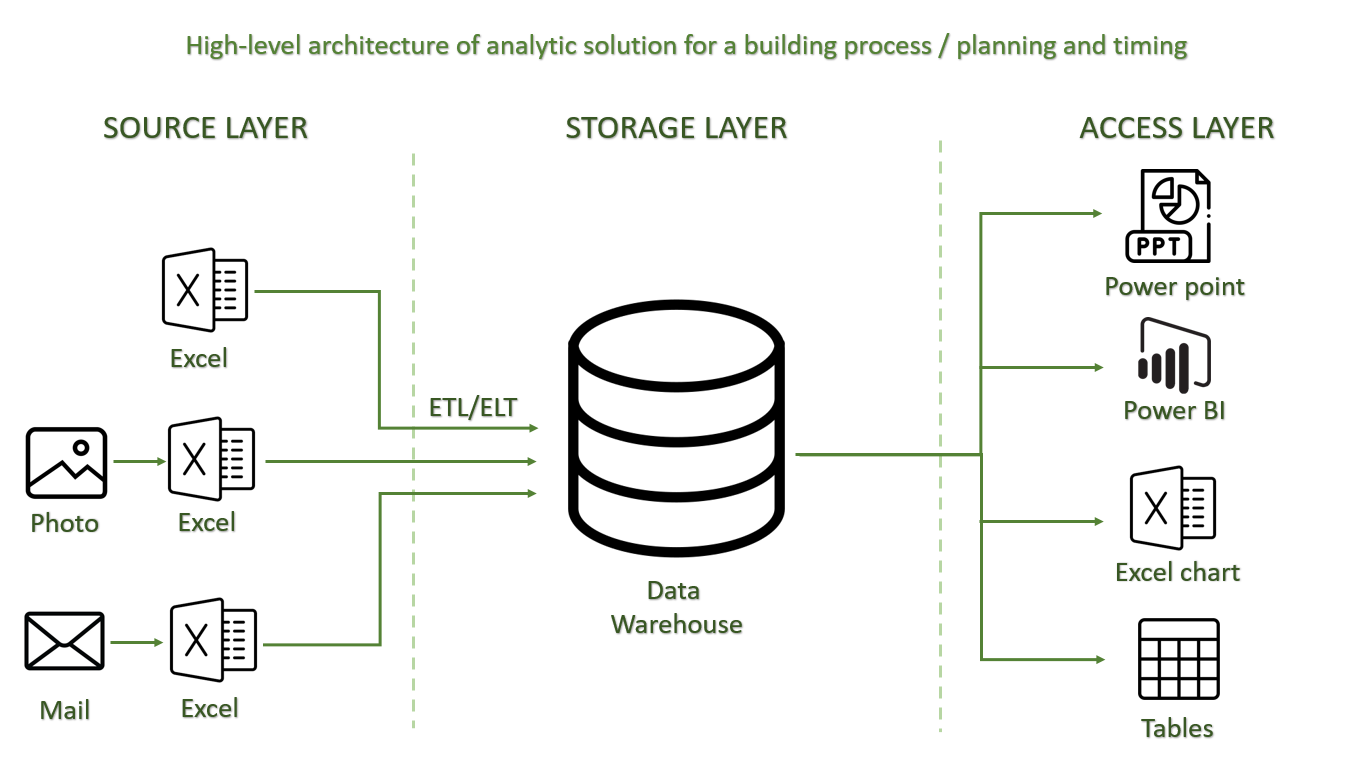 High-level architecture of analytic solution for a building process / planning and timing
SOURCE LAYER
STORAGE LAYER
ACCESS LAYER
X
Excel
Photo
X
Excel
Mail
X
Excel
ETL/ELT
Data
Warehouse
PPT
Power point
Power BI
X
Excel chart
Tables